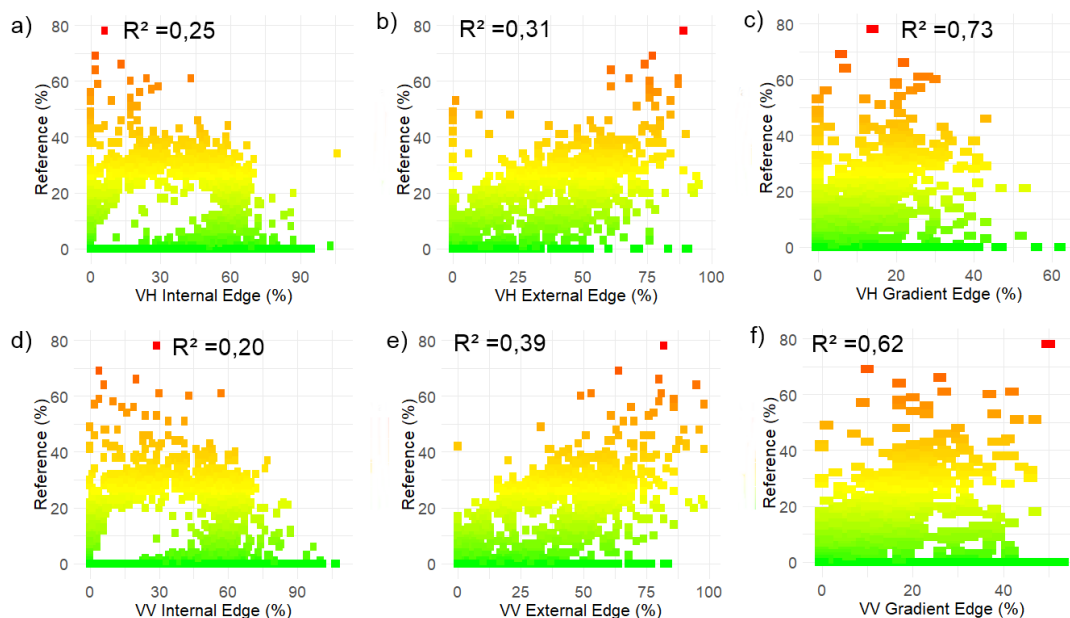 a)
R² =0,25
Reference (%)
80
60
40
20
0
0 30 60 90
VH Internal Edge (%)
b)
R² =0,31
Reference (%)
80
60
40
20
0
0 25 50 75 100
VH External Edge (%)
c)
R² =0,73
Reference (%)
80
60
40
20
0
0 20 40 60
VH Gradient Edge (%)
d)
R² =0,20
Reference (%)
80
60
40
20
0
0 30 60 90
VV Internal Edge (%)
e)
R² =0,39
Reference (%)
80
60
40
20
0
0 25 50 75 100
VV External Edge (%)
f)
R² =0,62
Reference (%)
80
60
40
20
0
0 20 40
VV Gradient Edge (%)